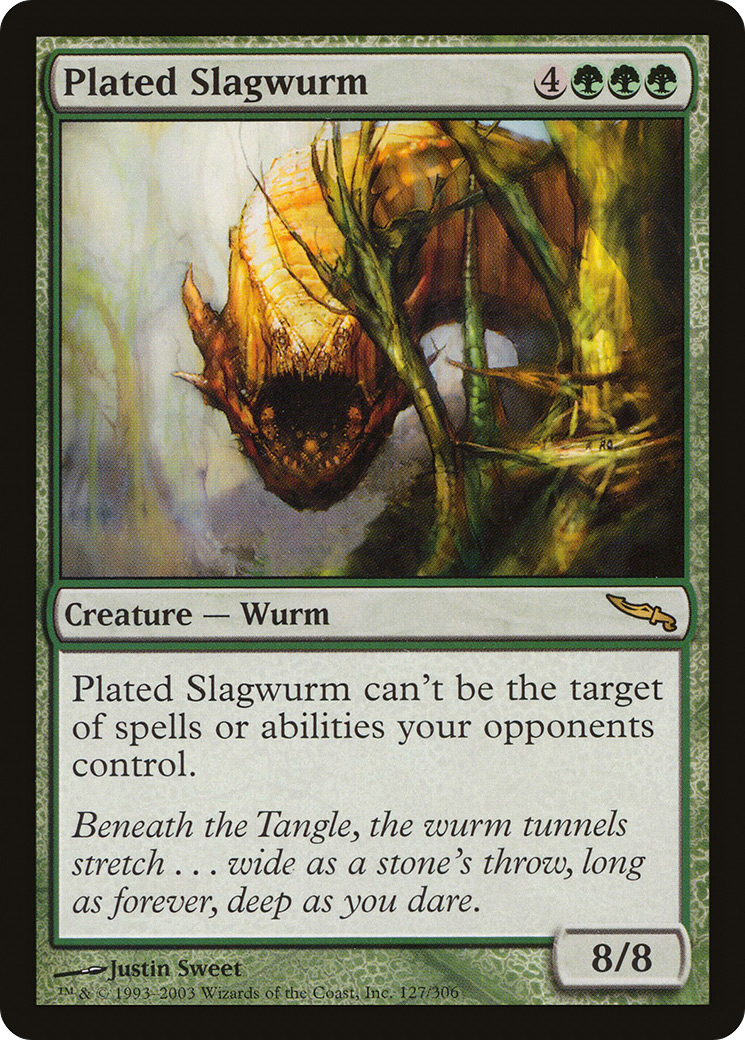 Plated Slagwurm 4
Creature — Wurm
Plated Slagwurm can't be the target
of spells or abilities your opponents
control.
Beneath the Tangle, the wurm tunnels
stretch . . . wide as a stone's throw, long
as forever, deep as you dare.
8/8
Justin Sweet
™ & © 1993–2003 Wizards of the Coast, Inc. 127/306